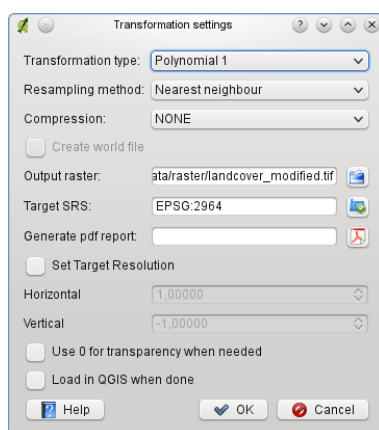 Transformation settings
Transformation type: Polynomial 1
Resampling method: Nearest neighbour
Compression: NONE
Create world file
Output raster: ata/raster/landcover_modified.tif
Target SRS: EPSG:2964
Generate pdf report:
Set Target Resolution
Horizontal 1,00000
Vertical -1,00000
Use 0 for transparency when needed
Load in QGIS when done
Help OK Cancel